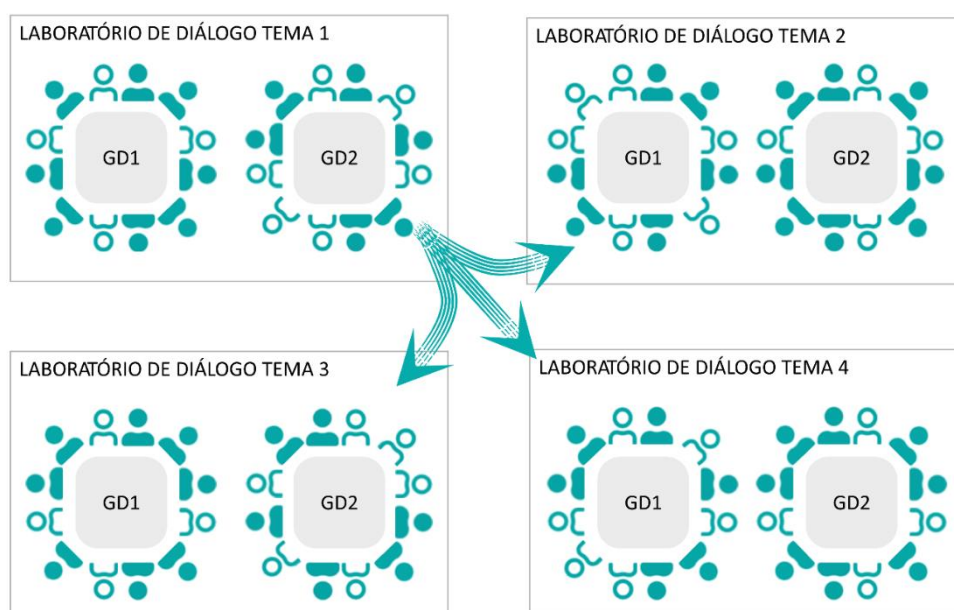 LABORATÓRIO DE DIÁLOGO TEMA 1
GD1
GD2
LABORATÓRIO DE DIÁLOGO TEMA 2
GD1
GD2
LABORATÓRIO DE DIÁLOGO TEMA 3
GD1
GD2
LABORATÓRIO DE DIÁLOGO TEMA 4
GD1
GD2